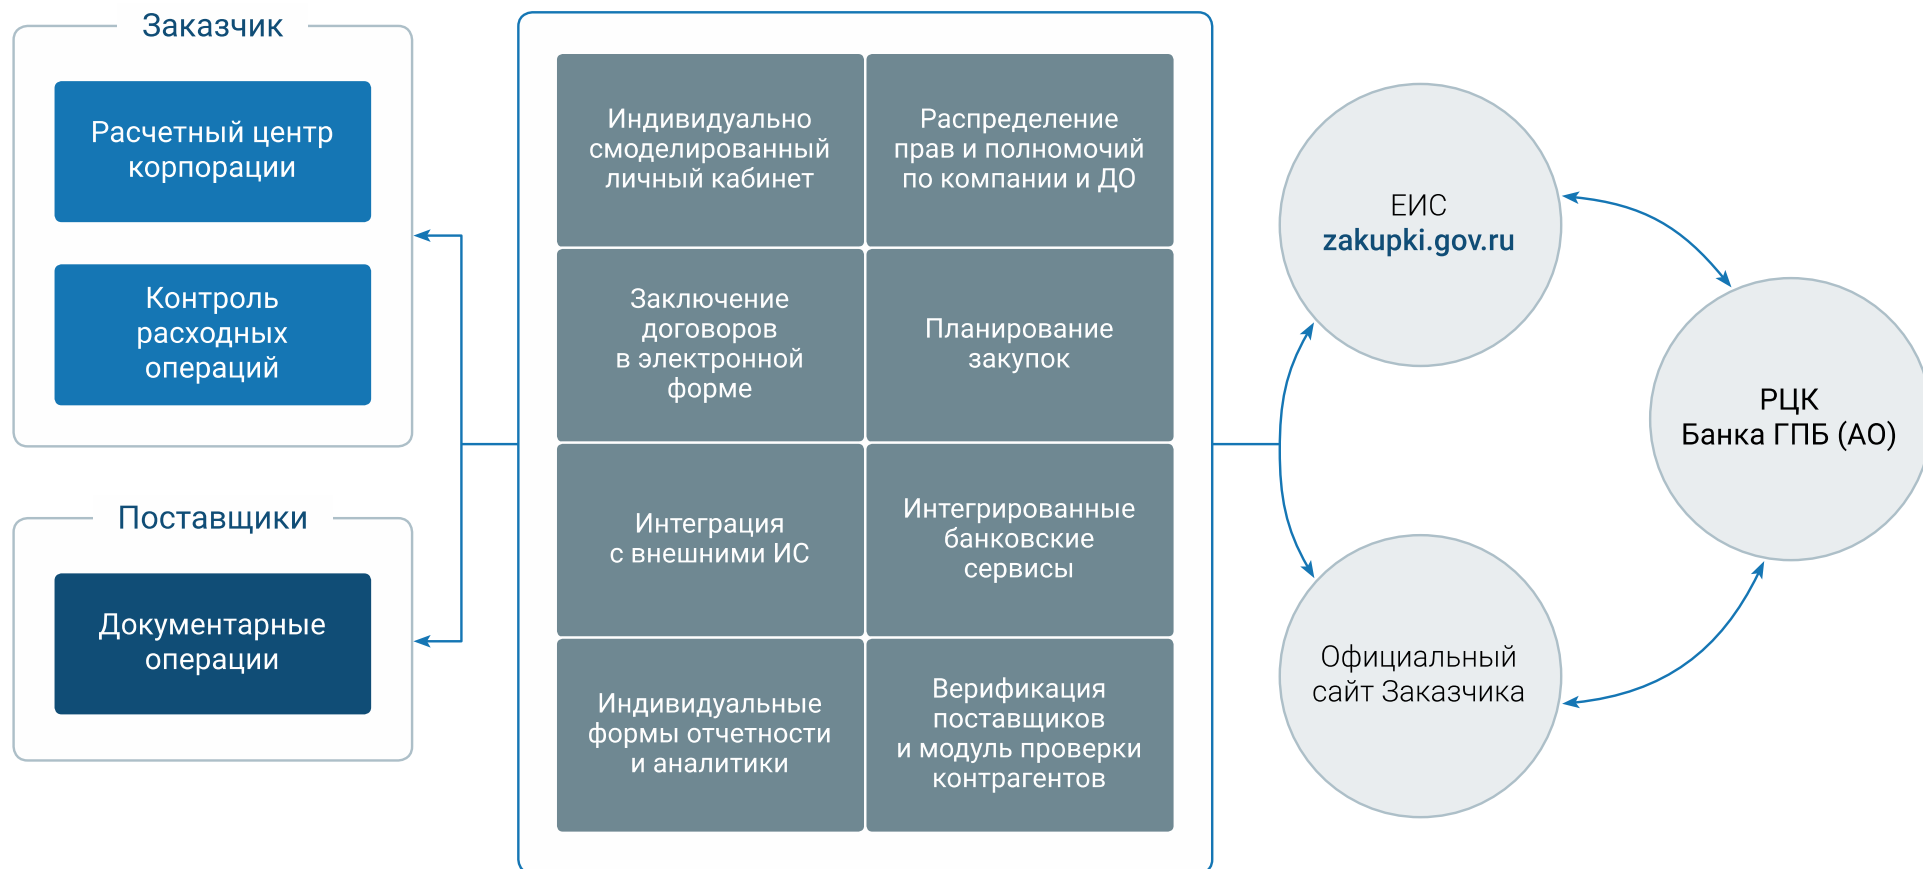 Заказчик
Расчетный центр
корпорации
Контроль
расходных
операций
Поставщики
Документарные
операции
Индивидуально
смоделированный
личный кабинет
Распределение
прав и полномочий
по компании и ДО
Заключение
договоров
в электронной
форме
Планирование
закупок
Интеграция
с внешними ИС
Интегрированные
банковские
сервисы
Индивидуальные
формы отчетности
и аналитики
Верификация
поставщиков
и модуль проверки
контрагентов
ЕИС
zakupki.gov.ru
РЦК
Банка ГПБ (АО)
Официальный
сайт Заказчика